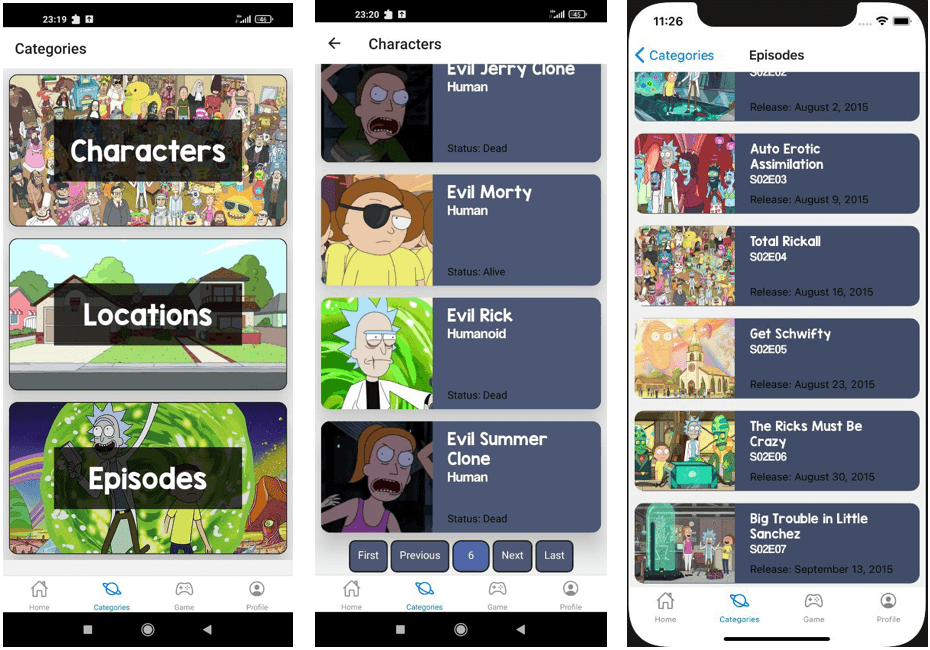 23:19
46
Categories
Characters
Locations
Episodes
Home
Categories
Game
Profile
23:20
45
Characters
Evil Jerry Clone
Human
Status: Dead
Evil Morty
Human
Status: Alive
Evil Rick
Humanoid
Status: Dead
Evil Summer
Clone
Human
Status: Dead
First
Previous
6
Next
Last
Home
Categories
Game
Profile
11:26
Categories
Episodes
S02E02
Release: August 2, 2015
Auto Erotic
Assimilation
S02E03
Release: August 9, 2015
Total Rickall
S02E04
Release: August 16, 2015
Get Schwifty
S02E05
Release: August 23, 2015
The Ricks Must Be
Crazy
S02E06
Release: August 30, 2015
Big Trouble in Little
Sanchez
S02E07
Release: September 13, 2015
Home
Categories
Game
Profile